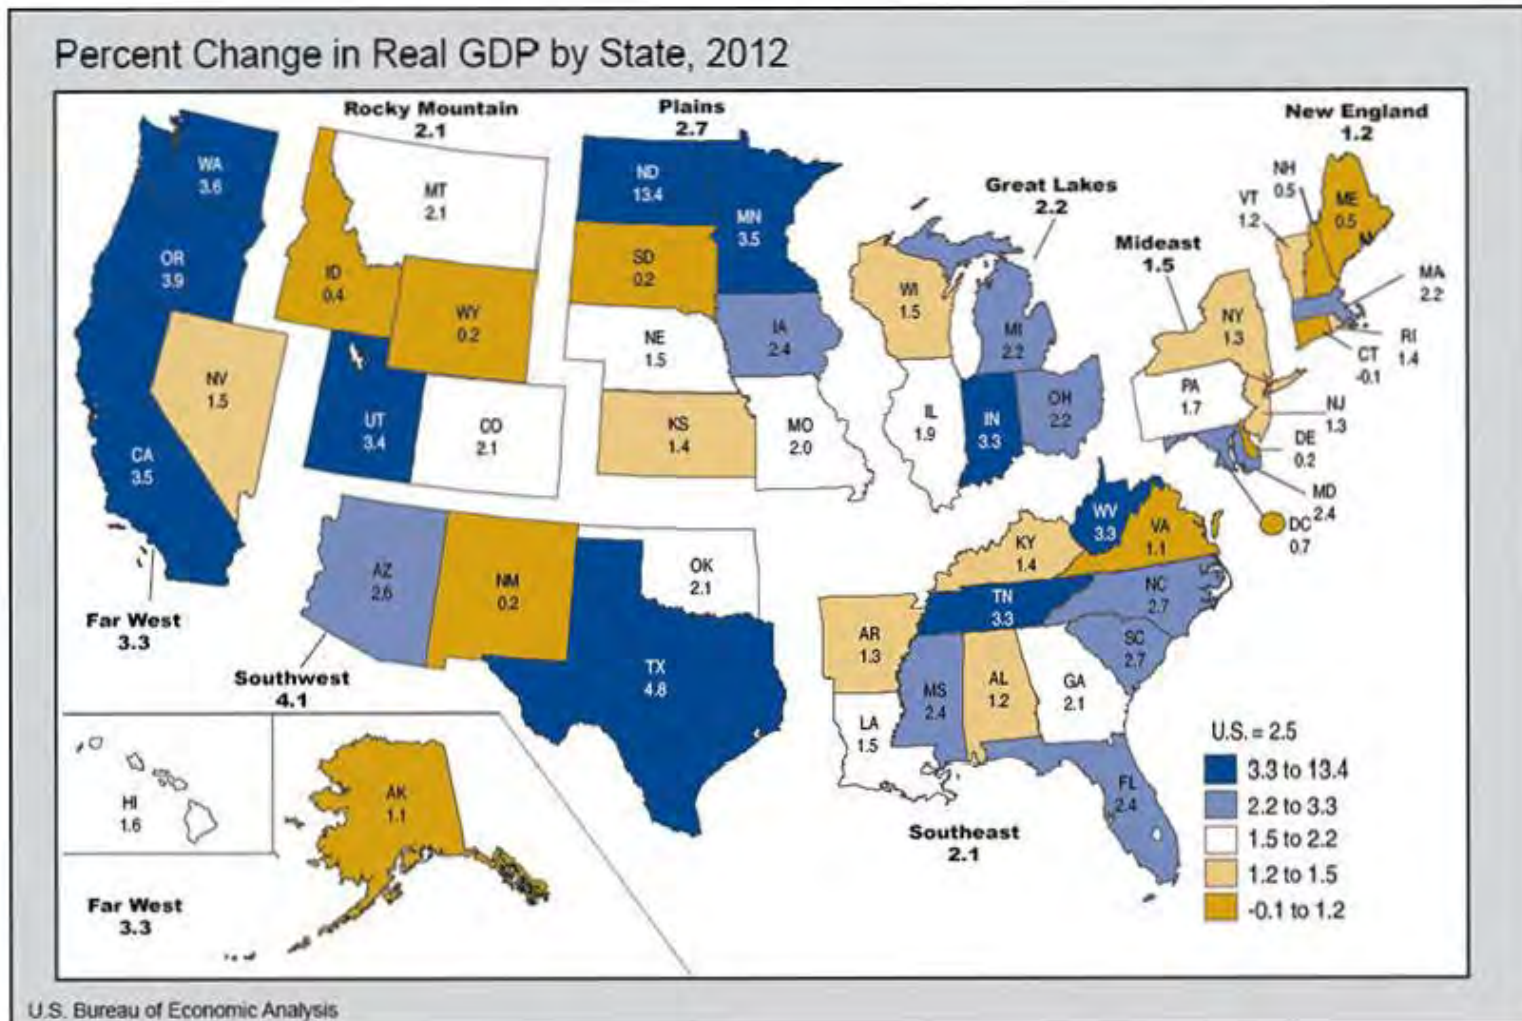 Percent Change in Real GDP by State, 2012
Rocky Mountain
2.1
Plains
2.7
New England
1.2
Great Lakes
2.2
Mideast
1.5
WA
3.6
OR
3.9
NV
1.5
CA
3.5
Far West
3.3
MT
2.1
ID
0.4
WY
0.2
UT
3.4
CO
2.1
ND
13.4
MN
3.5
SD
0.2
NE
1.5
IA
2.4
KS
1.4
MO
2.0
WI
1.5
MI
2.2
IL
1.9
IN
3.3
OH
2.2
NH
0.5
VT
1.2
ME
0.5
MA
2.2
RI
1.4
CT
-0.1
NY
1.3
PA
1.7
NJ
1.3
DE
0.2
MD
2.4
DC
0.7
AZ
2.6
NM
0.2
OK
2.1
TX
4.8
Southwest
4.1
WV
3.3
VA
1.1
KY
1.4
TN
3.3
NC
2.7
SC
2.7
AR
1.3
MS
2.4
AL
1.2
GA
2.1
LA
1.5
FL
2.4
Southeast
2.1
HI
1.6
AK
1.1
Far West
3.3
U.S. = 2.5
3.3 to 13.4
2.2 to 3.3
1.5 to 2.2
1.2 to 1.5
-0.1 to 1.2
U.S. Bureau of Economic Analysis